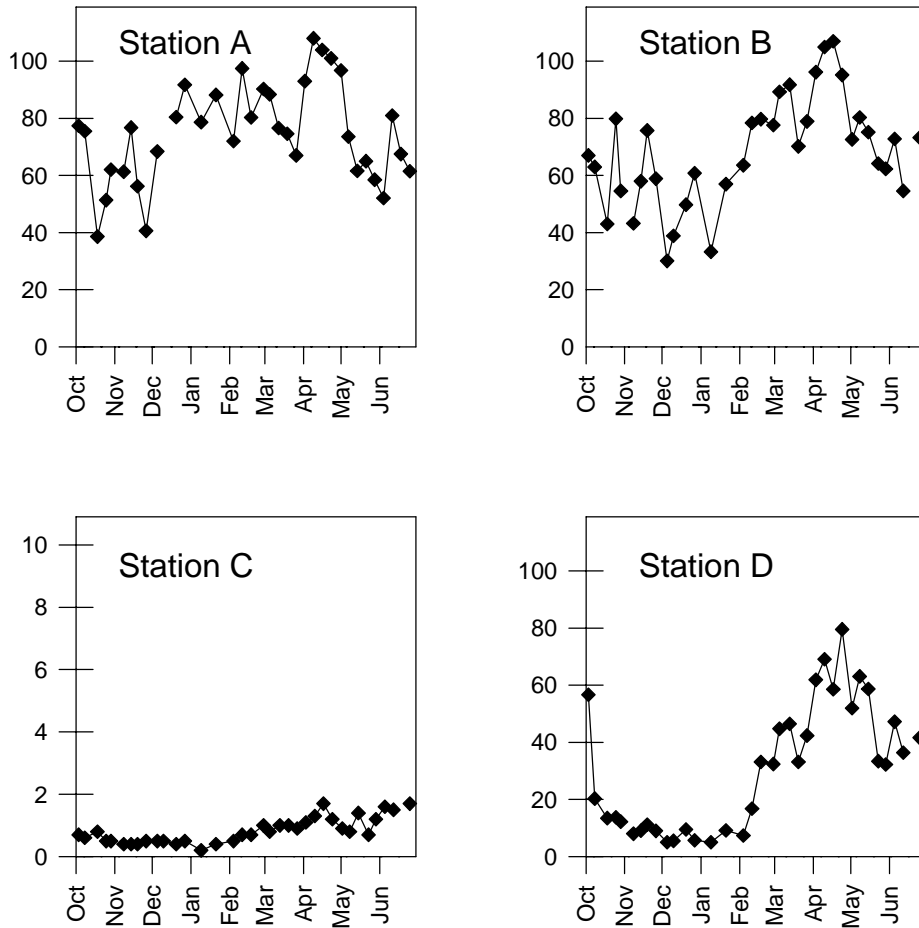 Station A
100
80
60
40
20
0
Oct
Nov
Dec
Jan
Feb
Mar
Apr
May
Jun
Station B
100
80
60
40
20
0
Oct
Nov
Dec
Jan
Feb
Mar
Apr
May
Jun
Station C
10
8
6
4
2
0
Oct
Nov
Dec
Jan
Feb
Mar
Apr
May
Jun
Station D
100
80
60
40
20
0
Oct
Nov
Dec
Jan
Feb
Mar
Apr
May
Jun